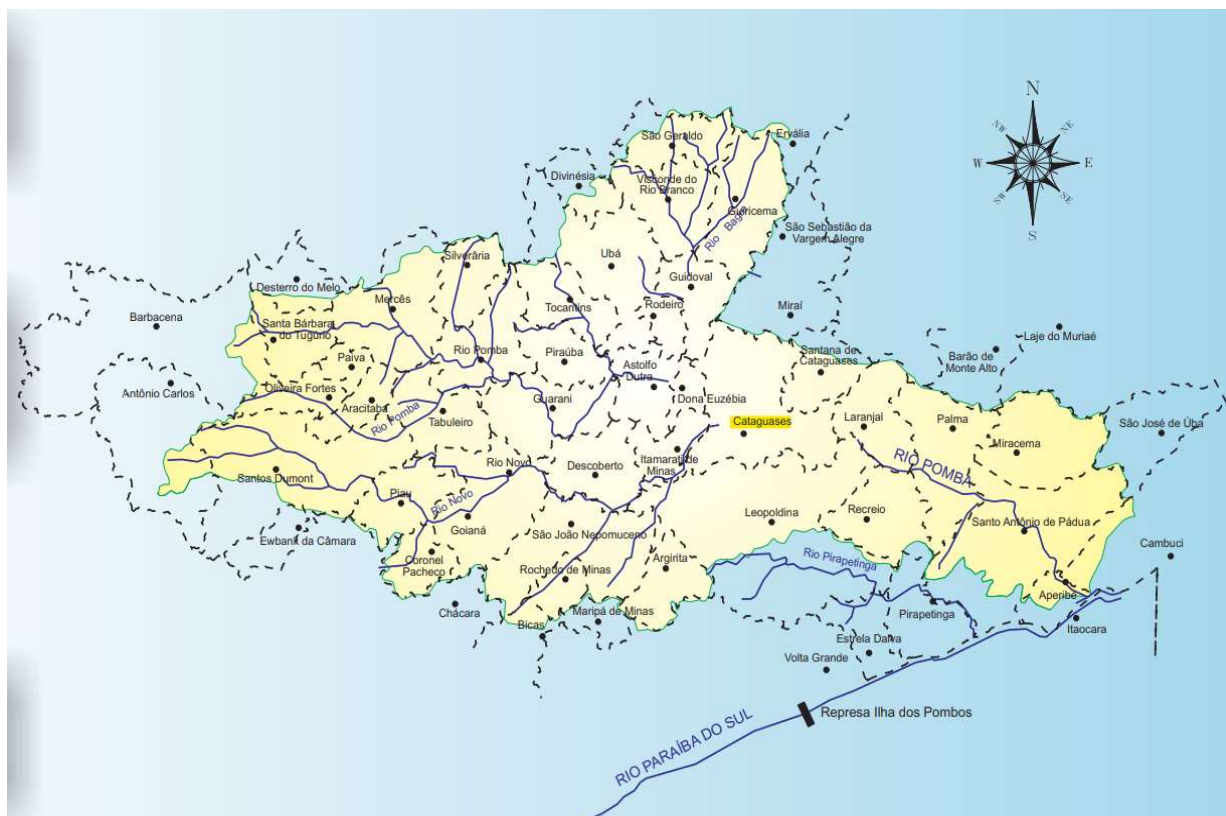 N
NW
NE
W
E
SW
SE
S
São Geraldo
Ervália
Divinésia
Visconde do
Rio Branco
Guiricema
Rio Bagre
São Sebastião da
Vargem Alegre
Silverária
Ubá
Guidoval
Desterro do Melo
Mercês
Tocantins
Rodeiro
Miraí
Barbacena
Santa Bárbara
do Tugúrio
Laje do Muriaé
Paiva
Rio Pomba
Piraúba
Astolfo
Dutra
Santana de
Cataguases
Barão de
Monte Alto
Antônio Carlos
Oliveira Fortes
Aracitaba
Rio Pomba
Tabuleiro
Guarani
Dona Euzébia
Cataguases
Laranjal
Palma
Miracema
São José de Ubá
Rio Novo
Descoberto
Itamarati de
Minas
RIO POMBA
Santos Dumont
Piau
Rio Novo
Goianá
São João Nepomuceno
Leopoldina
Recreio
Santo Antônio de Pádua
Ewbank da Câmara
Coronel
Pacheco
Rochedo de Minas
Argirita
Rio Pirapetinga
Cambuci
Aperibé
Chácara
Bicas
Maripá de Minas
Pirapetinga
Itaocara
Estrela Dalva
Volta Grande
Represa Ilha dos Pombos
RIO PARAÍBA DO SUL